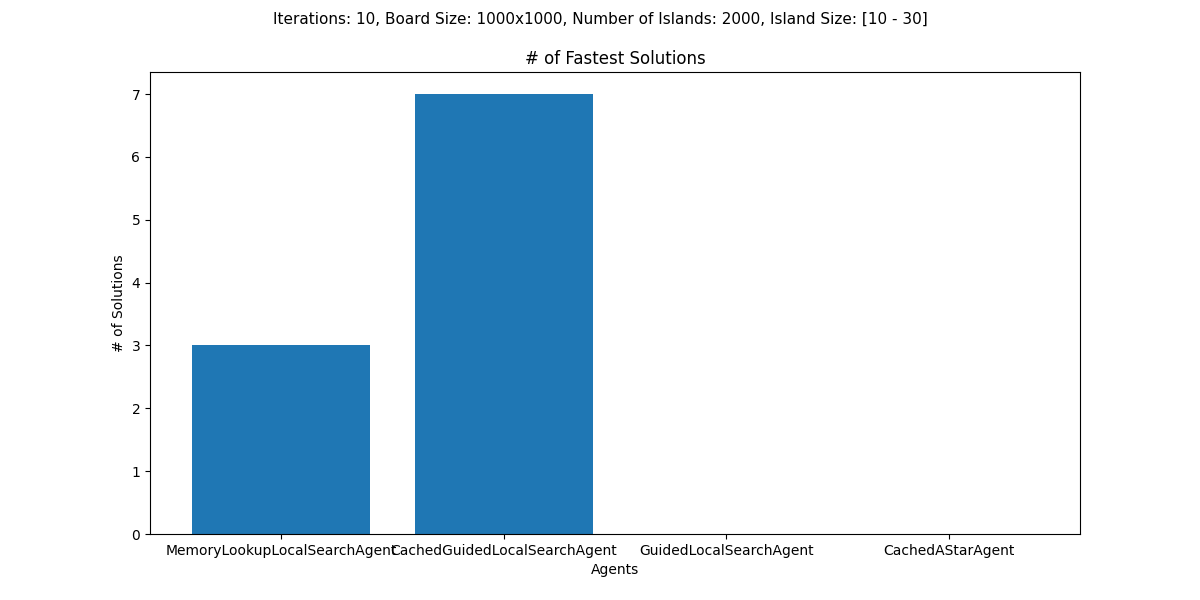 Iterations: 10, Board Size: 1000x1000, Number of Islands: 2000, Island Size: [10 - 30]
# of Fastest Solutions
# of Solutions
7
6
5
4
3
2
1
0
MemoryLookupLocalSearchAgent CachedGuidedLocalSearchAgent GuidedLocalSearchAgent CachedAStarAgent
Agents